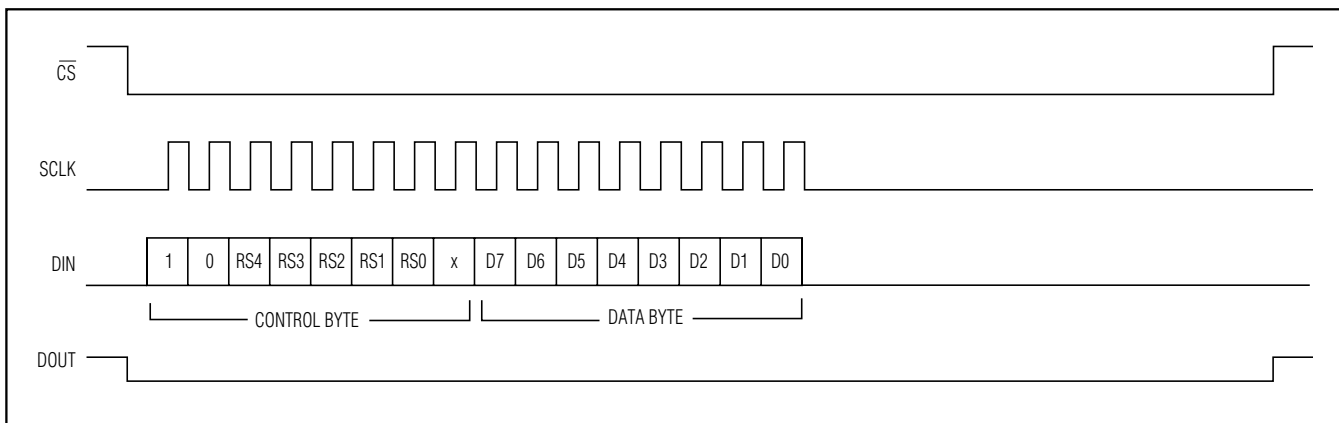 C̅S̅
SCLK
DIN 1 0 RS4 RS3 RS2 RS1 RS0 x D7 D6 D5 D4 D3 D2 D1 D0
CONTROL BYTE DATA BYTE
DOUT